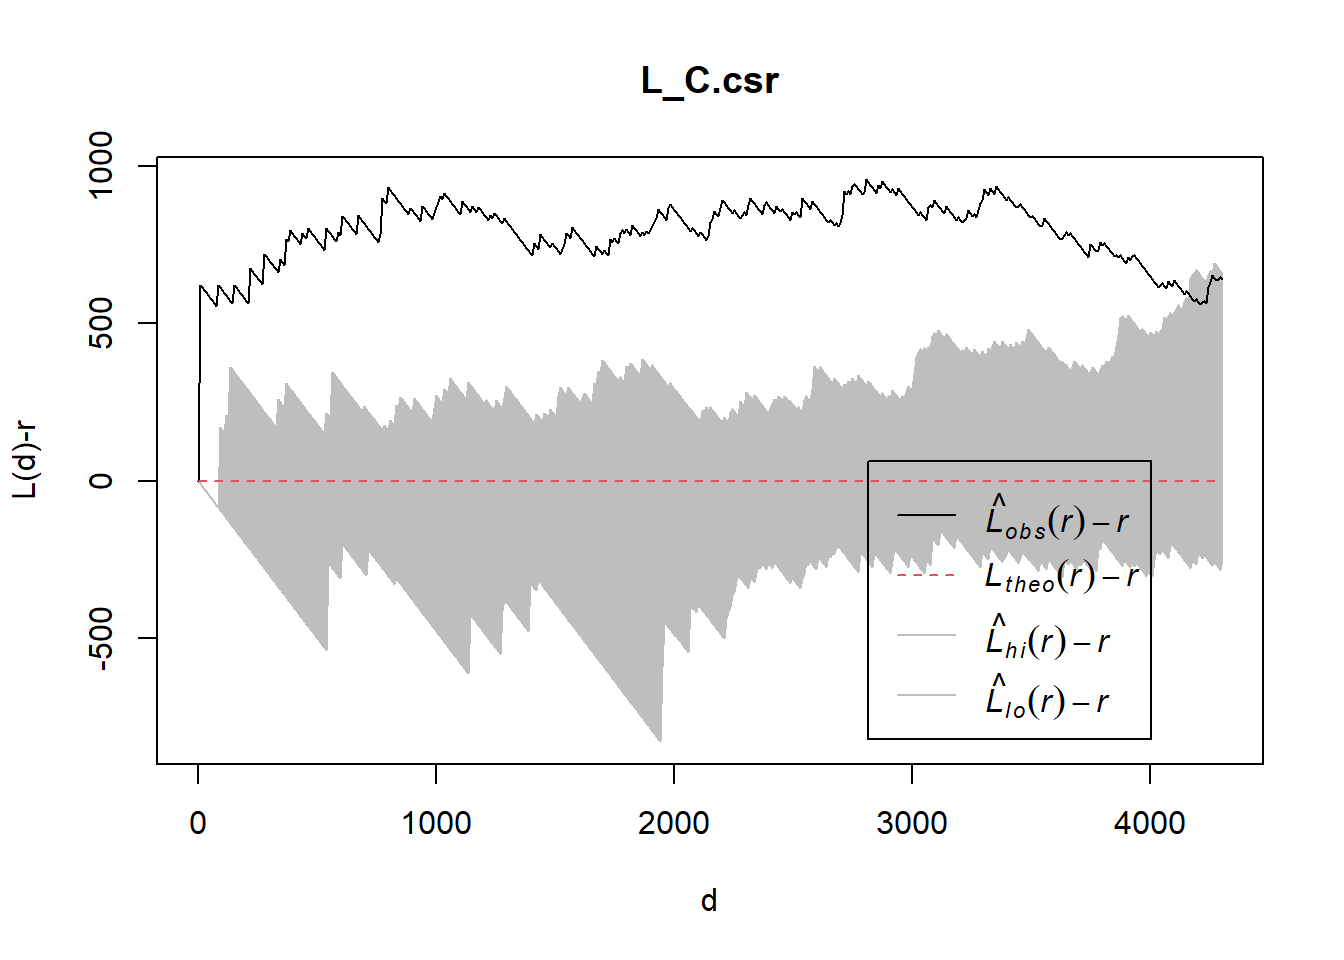 L_C.csr
L(d)-r
1000
500
0
-500
L̂obs(r) – r
Ltheo(r) – r
L̂hi(r) – r
L̂lo(r) – r
0 1000 2000 3000 4000
d